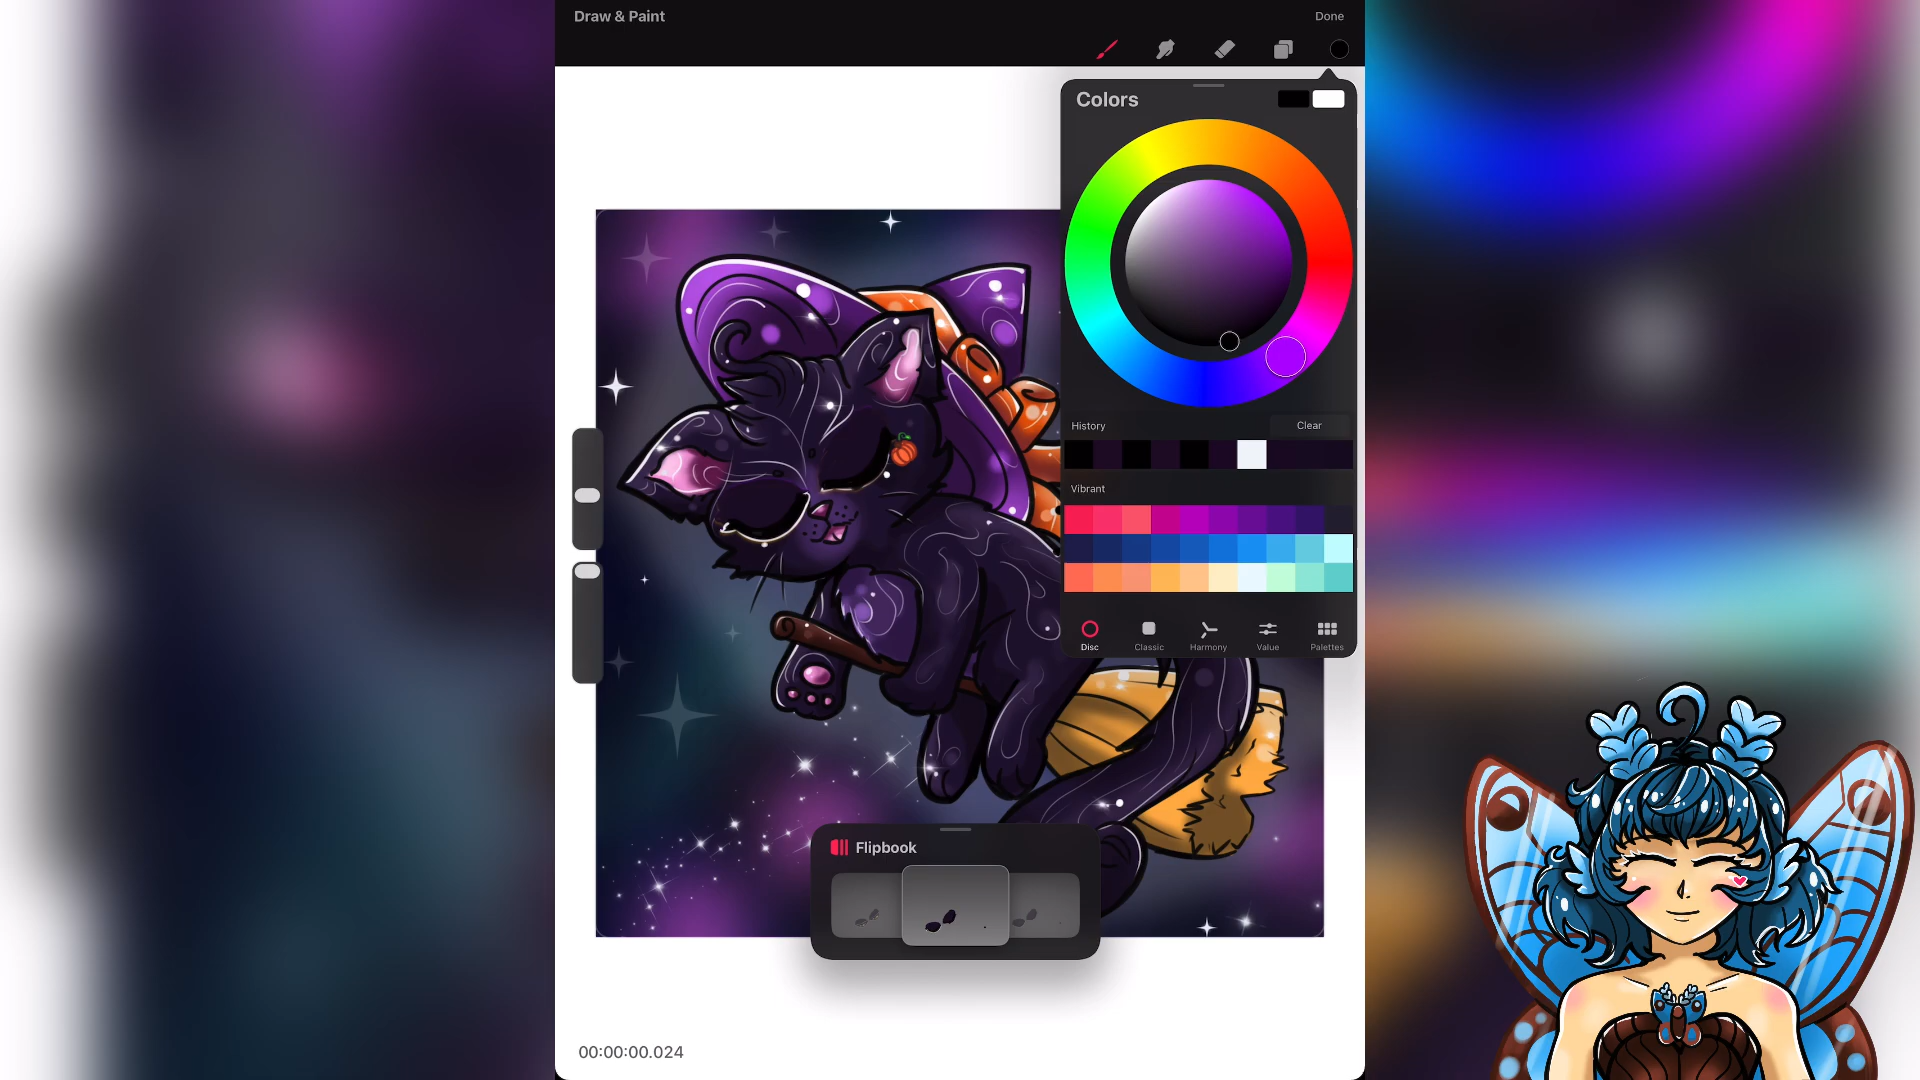 Draw & Paint
Done
Colors
History
Clear
Vibrant
Disc
Classic
Harmony
Value
Palettes
Flipbook
00:00:00.024